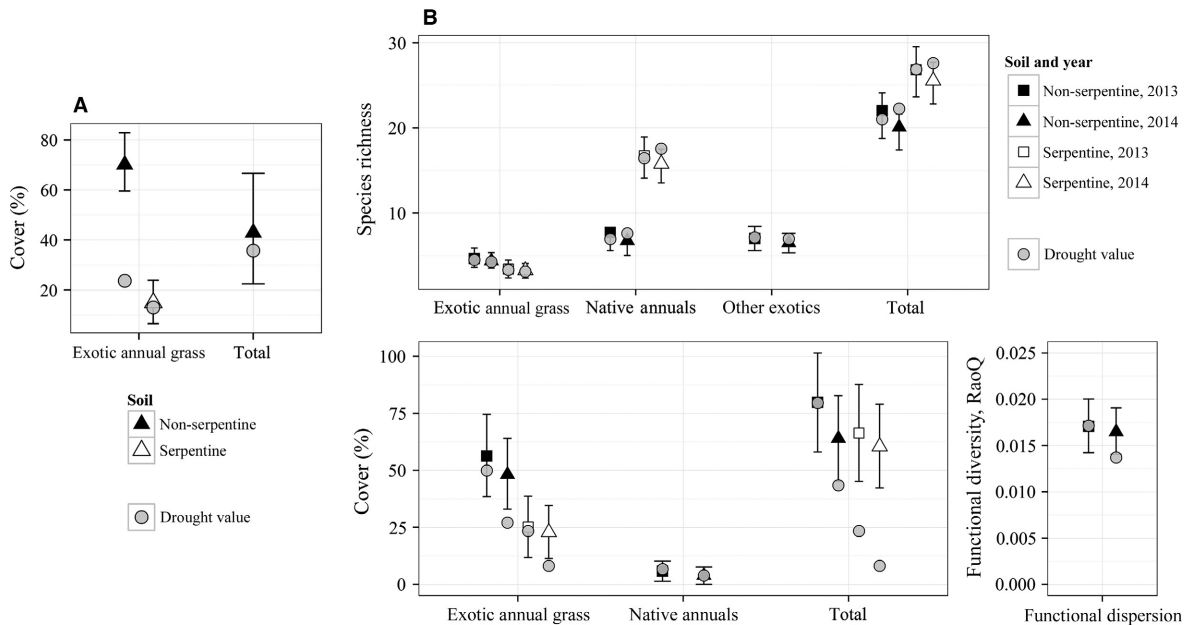 A
Cover (%)
80
60
40
20
Exotic annual grass
Total
Soil
Non-serpentine
Serpentine
Drought value
B
Species richness
30
20
10
Exotic annual grass
Native annuals
Other exotics
Total
Soil and year
Non-serpentine, 2013
Non-serpentine, 2014
Serpentine, 2013
Serpentine, 2014
Drought value
Cover (%)
100
75
50
25
0
Exotic annual grass
Native annuals
Total
Functional diversity, RaoQ
0.025
0.020
0.015
0.010
0.005
0.000
Functional dispersion